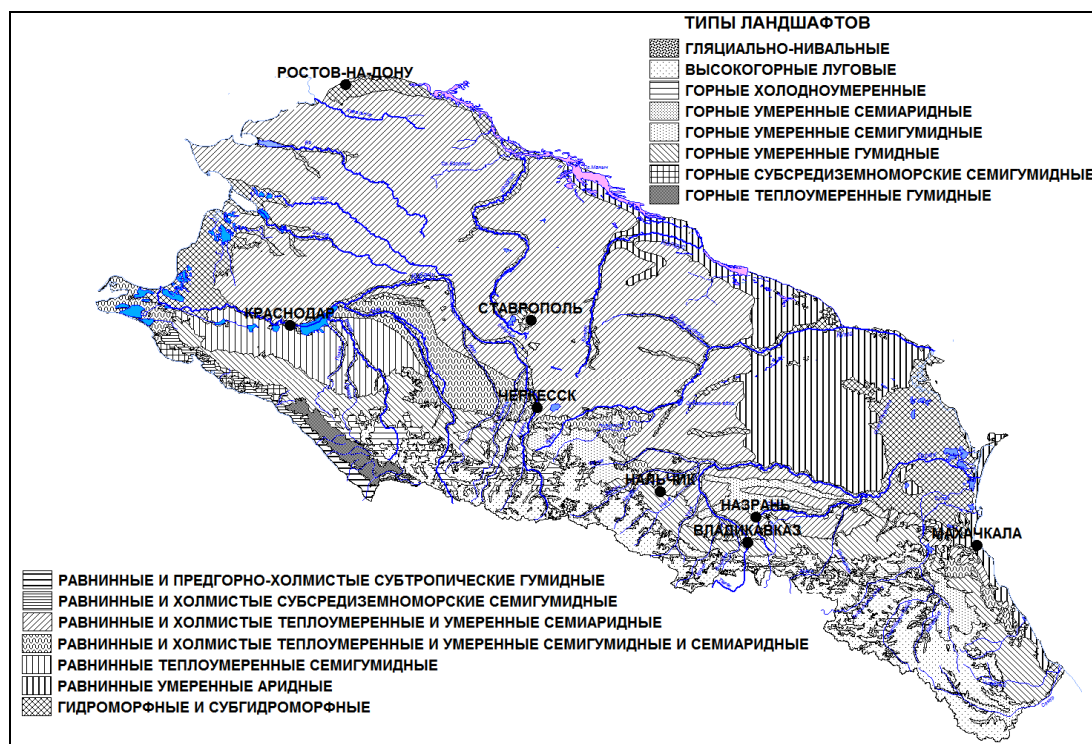 ТИПЫ ЛАНДШАФТОВ
ГЛЯЦИАЛЬНО-НИВАЛЬНЫЕ
ВЫСОКОГОРНЫЕ ЛУГОВЫЕ
ГОРНЫЕ ХОЛОДНОУМЕРЕННЫЕ
ГОРНЫЕ УМЕРЕННЫЕ СЕМИАРИДНЫЕ
ГОРНЫЕ УМЕРЕННЫЕ СЕМИГУМИДНЫЕ
ГОРНЫЕ УМЕРЕННЫЕ ГУМИДНЫЕ
ГОРНЫЕ СУБСРЕДИЗЕМНОМОРСКИЕ СЕМИГУМИДНЫЕ
ГОРНЫЕ ТЕПЛОУМЕРЕННЫЕ ГУМИДНЫЕ
РОСТОВ-НА-ДОНУ
КРАСНОДАР
СТАВРОПОЛЬ
ЧЕРКЕССК
НАЛЬЧИК
НАЗРАНЬ
ВЛАДИКАВКАЗ
МАХАЧКАЛА
РАВНИННЫЕ И ПРЕДГОРНО-ХОЛМИСТЫЕ СУБТРОПИЧЕСКИЕ ГУМИДНЫЕ
РАВНИННЫЕ И ХОЛМИСТЫЕ СУБСРЕДИЗЕМНОМОРСКИЕ СЕМИГУМИДНЫЕ
РАВНИННЫЕ И ХОЛМИСТЫЕ ТЕПЛОУМЕРЕННЫЕ И УМЕРЕННЫЕ СЕМИАРИДНЫЕ
РАВНИННЫЕ И ХОЛМИСТЫЕ ТЕПЛОУМЕРЕННЫЕ И УМЕРЕННЫЕ СЕМИГУМИДНЫЕ И СЕМИАРИДНЫЕ
РАВНИННЫЕ ТЕПЛОУМЕРЕННЫЕ СЕМИГУМИДНЫЕ
РАВНИННЫЕ УМЕРЕННЫЕ АРИДНЫЕ
ГИДРОМОРФНЫЕ И СУБГИДРОМОРФНЫЕ